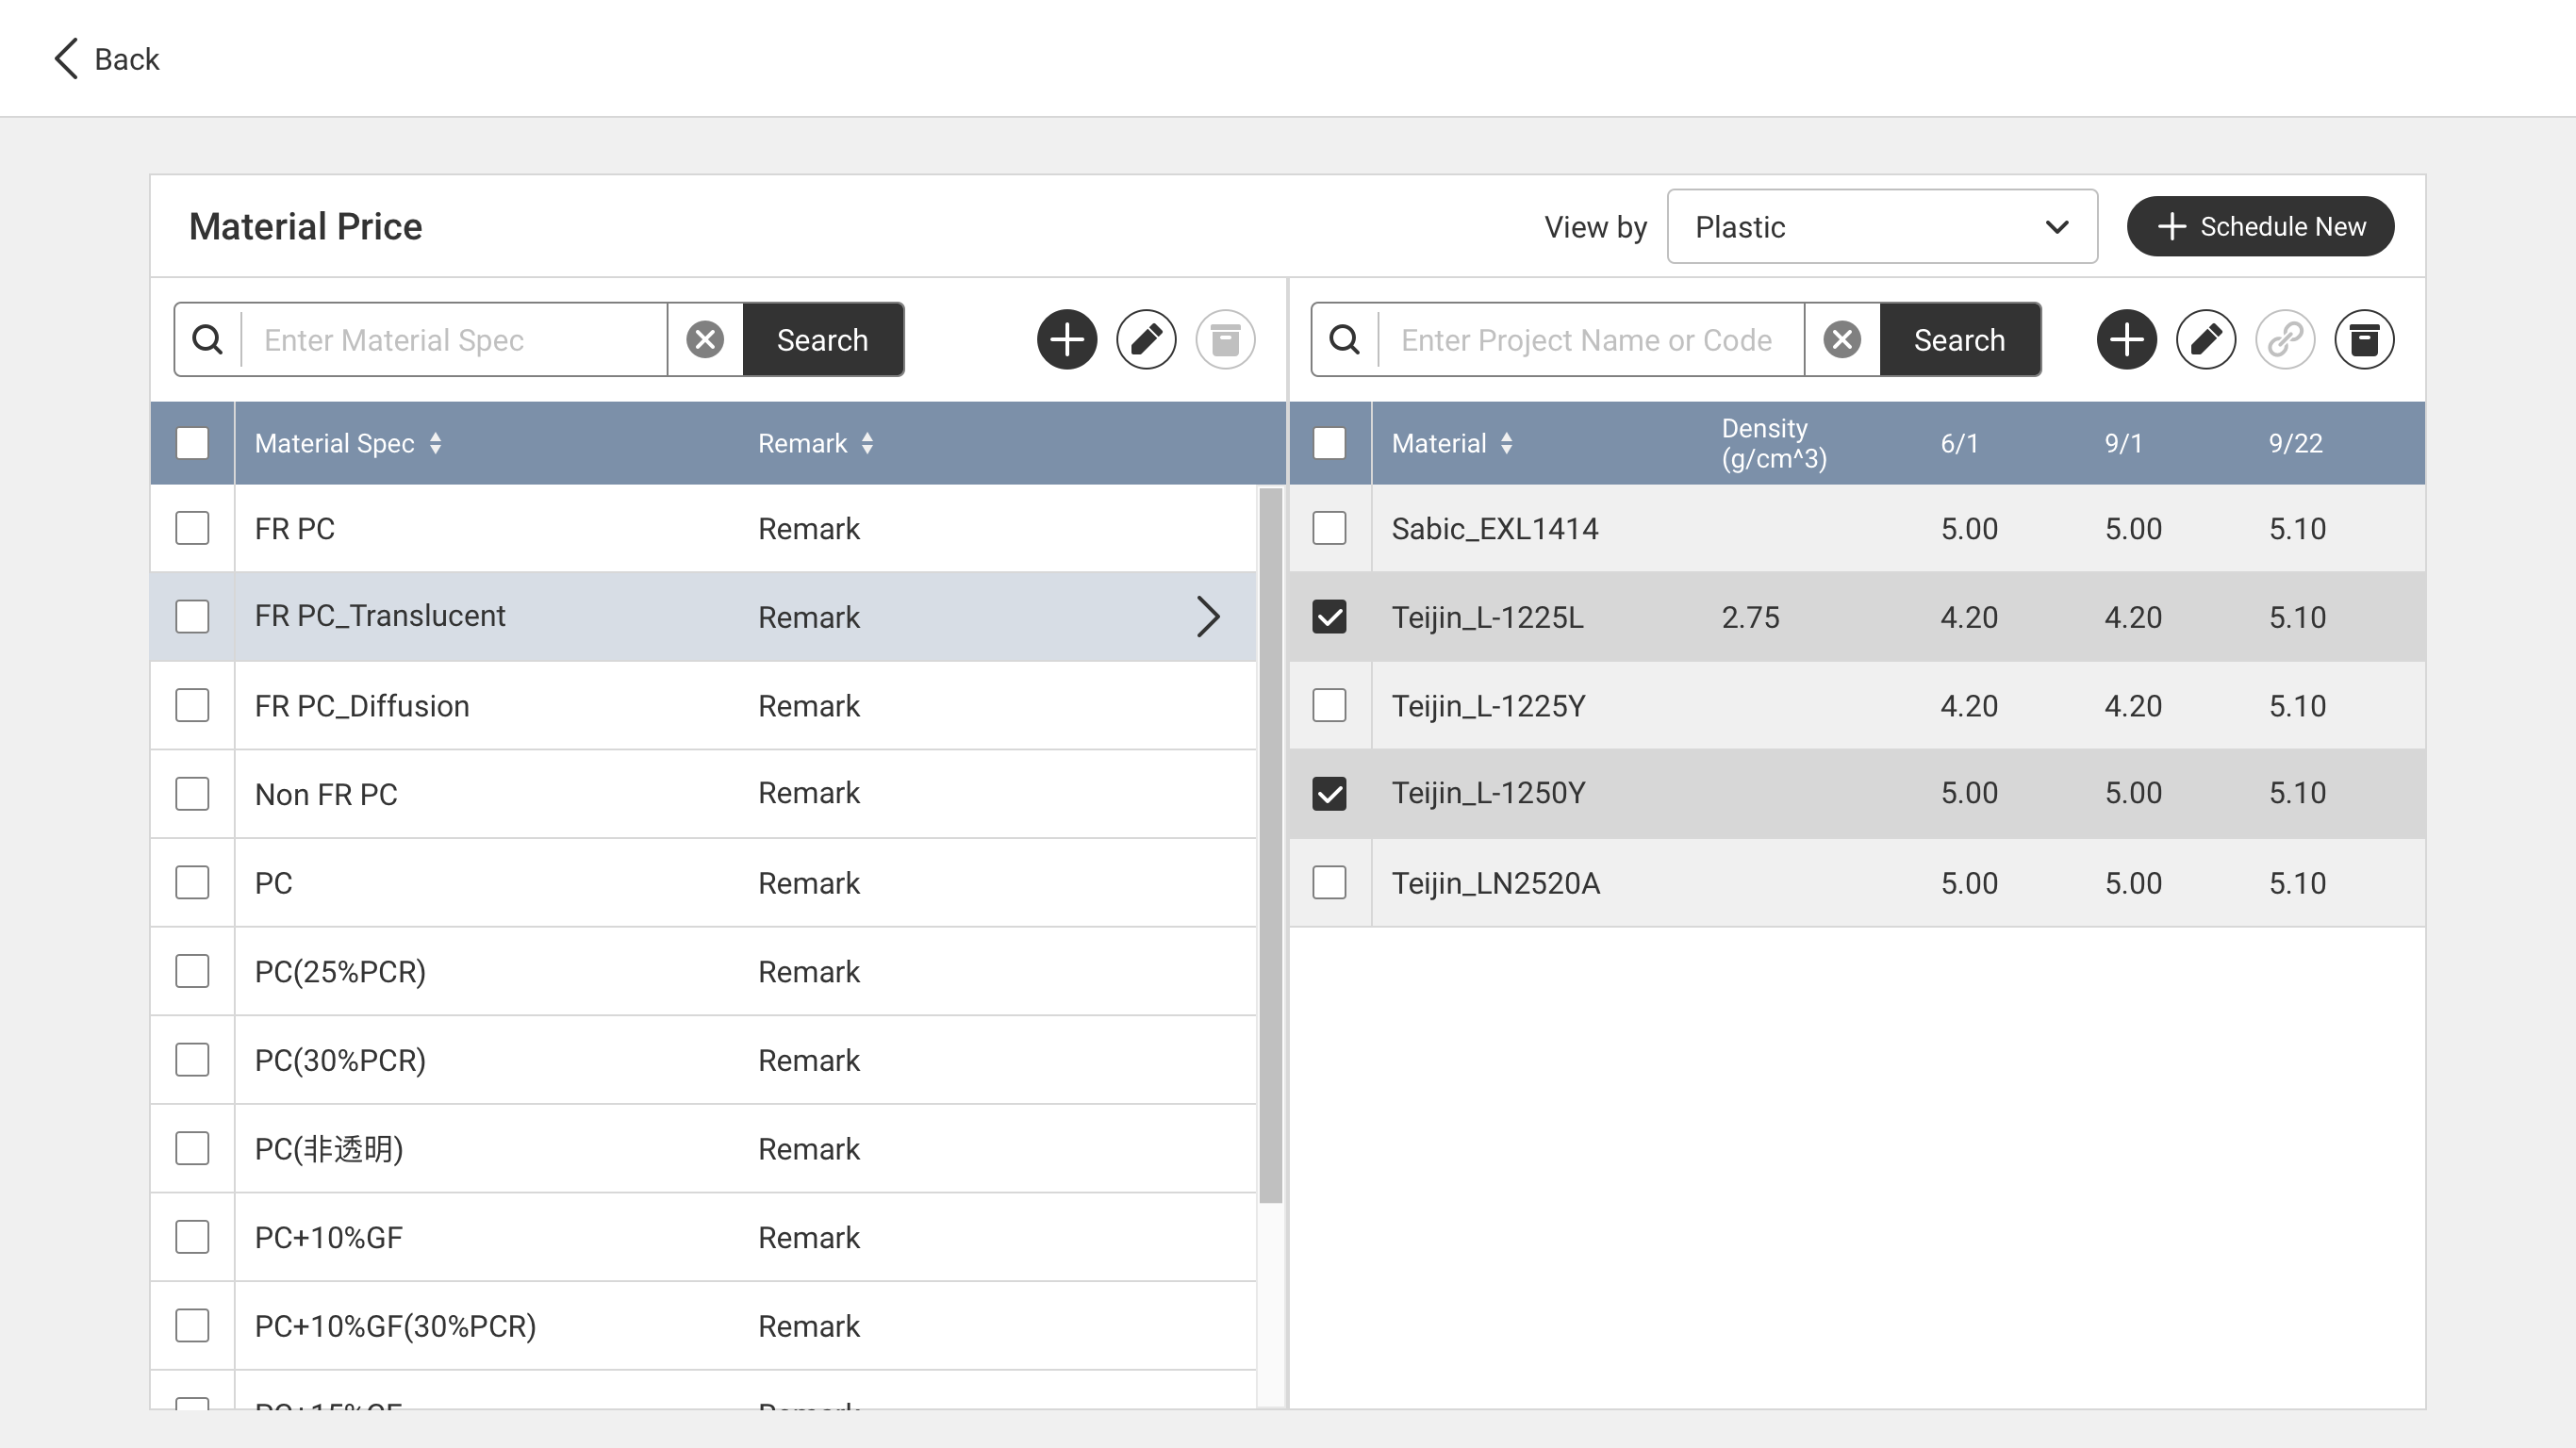 Back
Material Price
View by
Plastic
Schedule New
Enter Material Spec
Search
Enter Project Name or Code
Search
Material Spec Remark
FR PC Remark
FR PC_Translucent Remark
FR PC_Diffusion Remark
Non FR PC Remark
PC Remark
PC(25%PCR) Remark
PC(30%PCR) Remark
PC(非透明) Remark
PC+10%GF Remark
PC+10%GF(30%PCR) Remark
PC+15%GF Remark
Material Density (g/cm^3) 6/1 9/1 9/22
Sabic_EXL1414 5.00 5.00 5.10
Teijin_L-1225L 2.75 4.20 4.20 5.10
Teijin_L-1225Y 4.20 4.20 5.10
Teijin_L-1250Y 5.00 5.00 5.10
Teijin_LN2520A 5.00 5.00 5.10